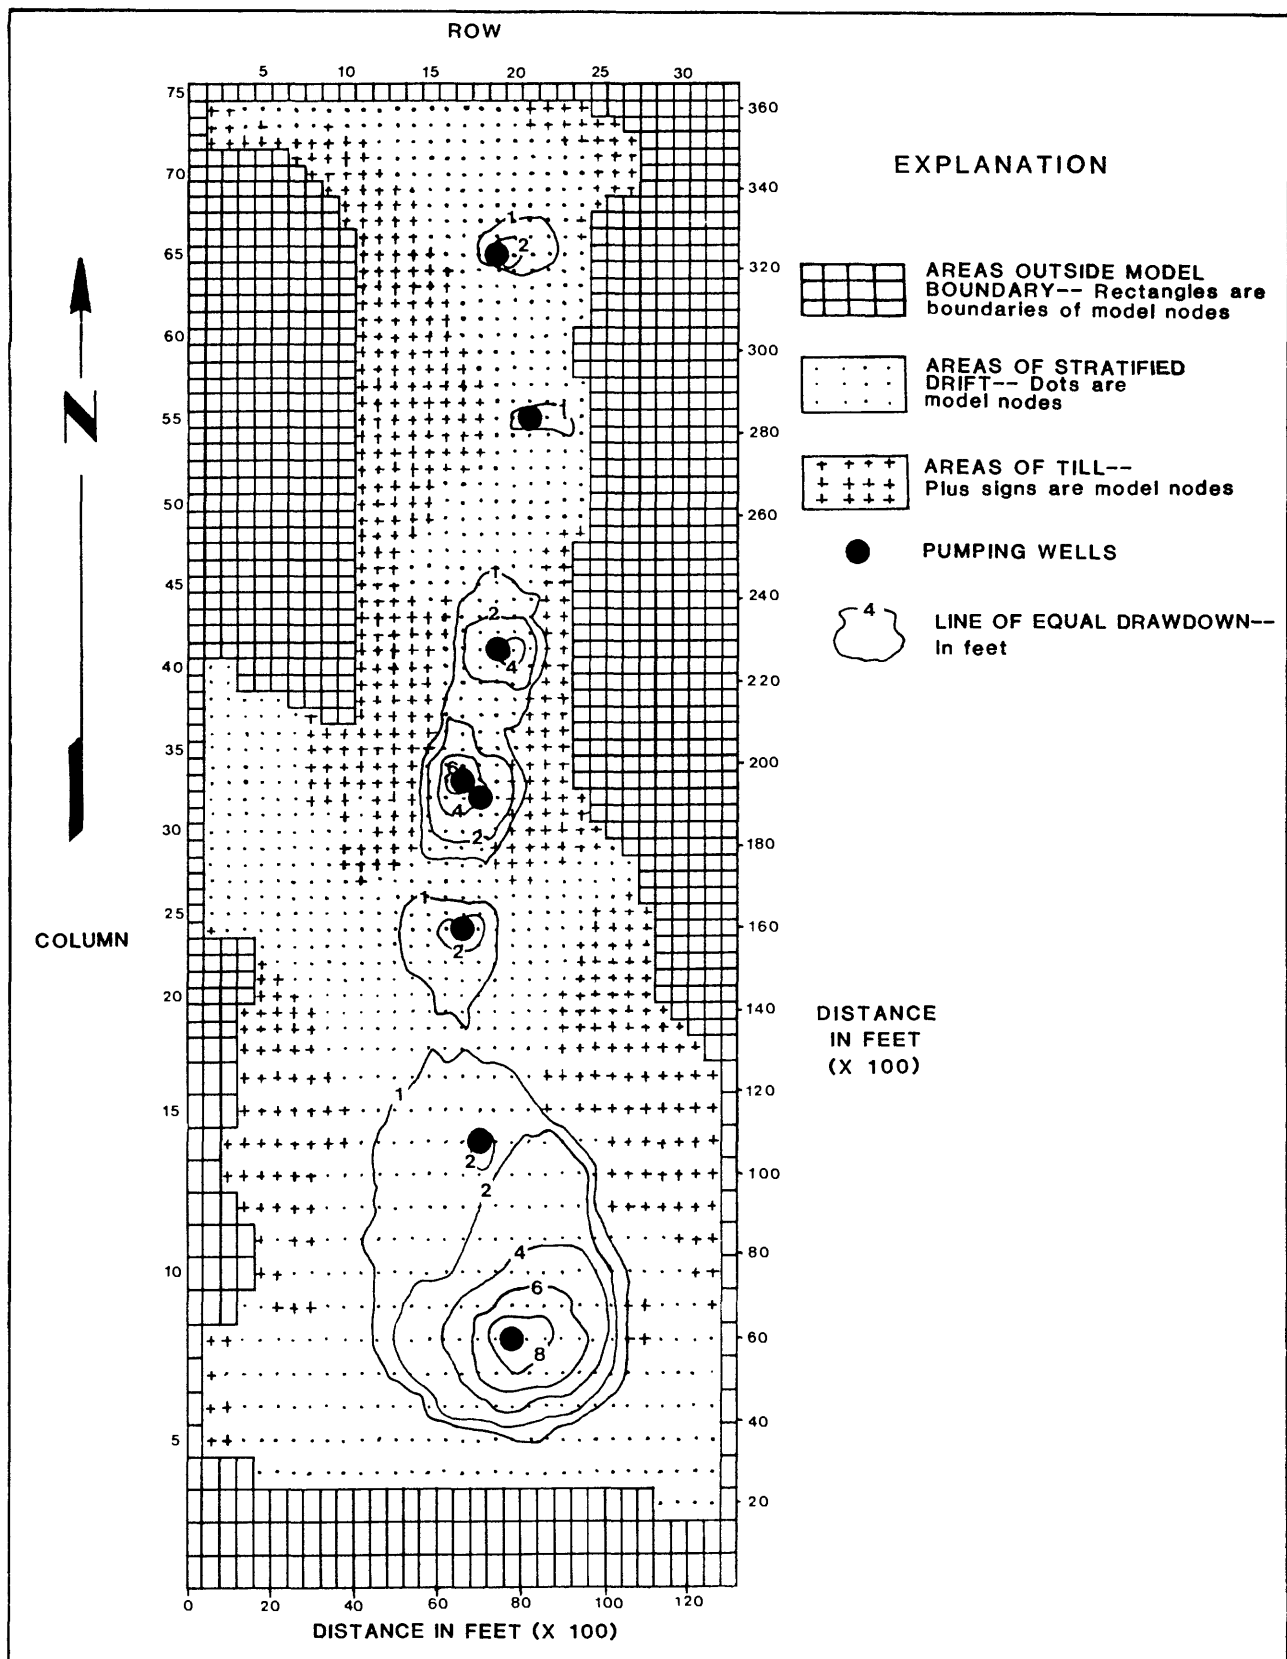 ROW
5 10 15 20 25 30
75
70
65
60
55
50
45
40
35
30
25
20
15
10
5
COLUMN
N
1
2
1
2
4
6
4
2
1
2
1
2
2
4
6
8
360
340
320
300
280
260
240
220
200
180
160
140
120
100
80
60
40
20
0 20 40 60 80 100 120
DISTANCE IN FEET (X 100)
EXPLANATION
AREAS OUTSIDE MODEL
BOUNDARY-- Rectangles are
boundaries of model nodes
AREAS OF STRATIFIED
DRIFT-- Dots are
model nodes
AREAS OF TILL--
Plus signs are model nodes
PUMPING WELLS
4
LINE OF EQUAL DRAWDOWN--
In feet
DISTANCE
IN FEET
(X 100)